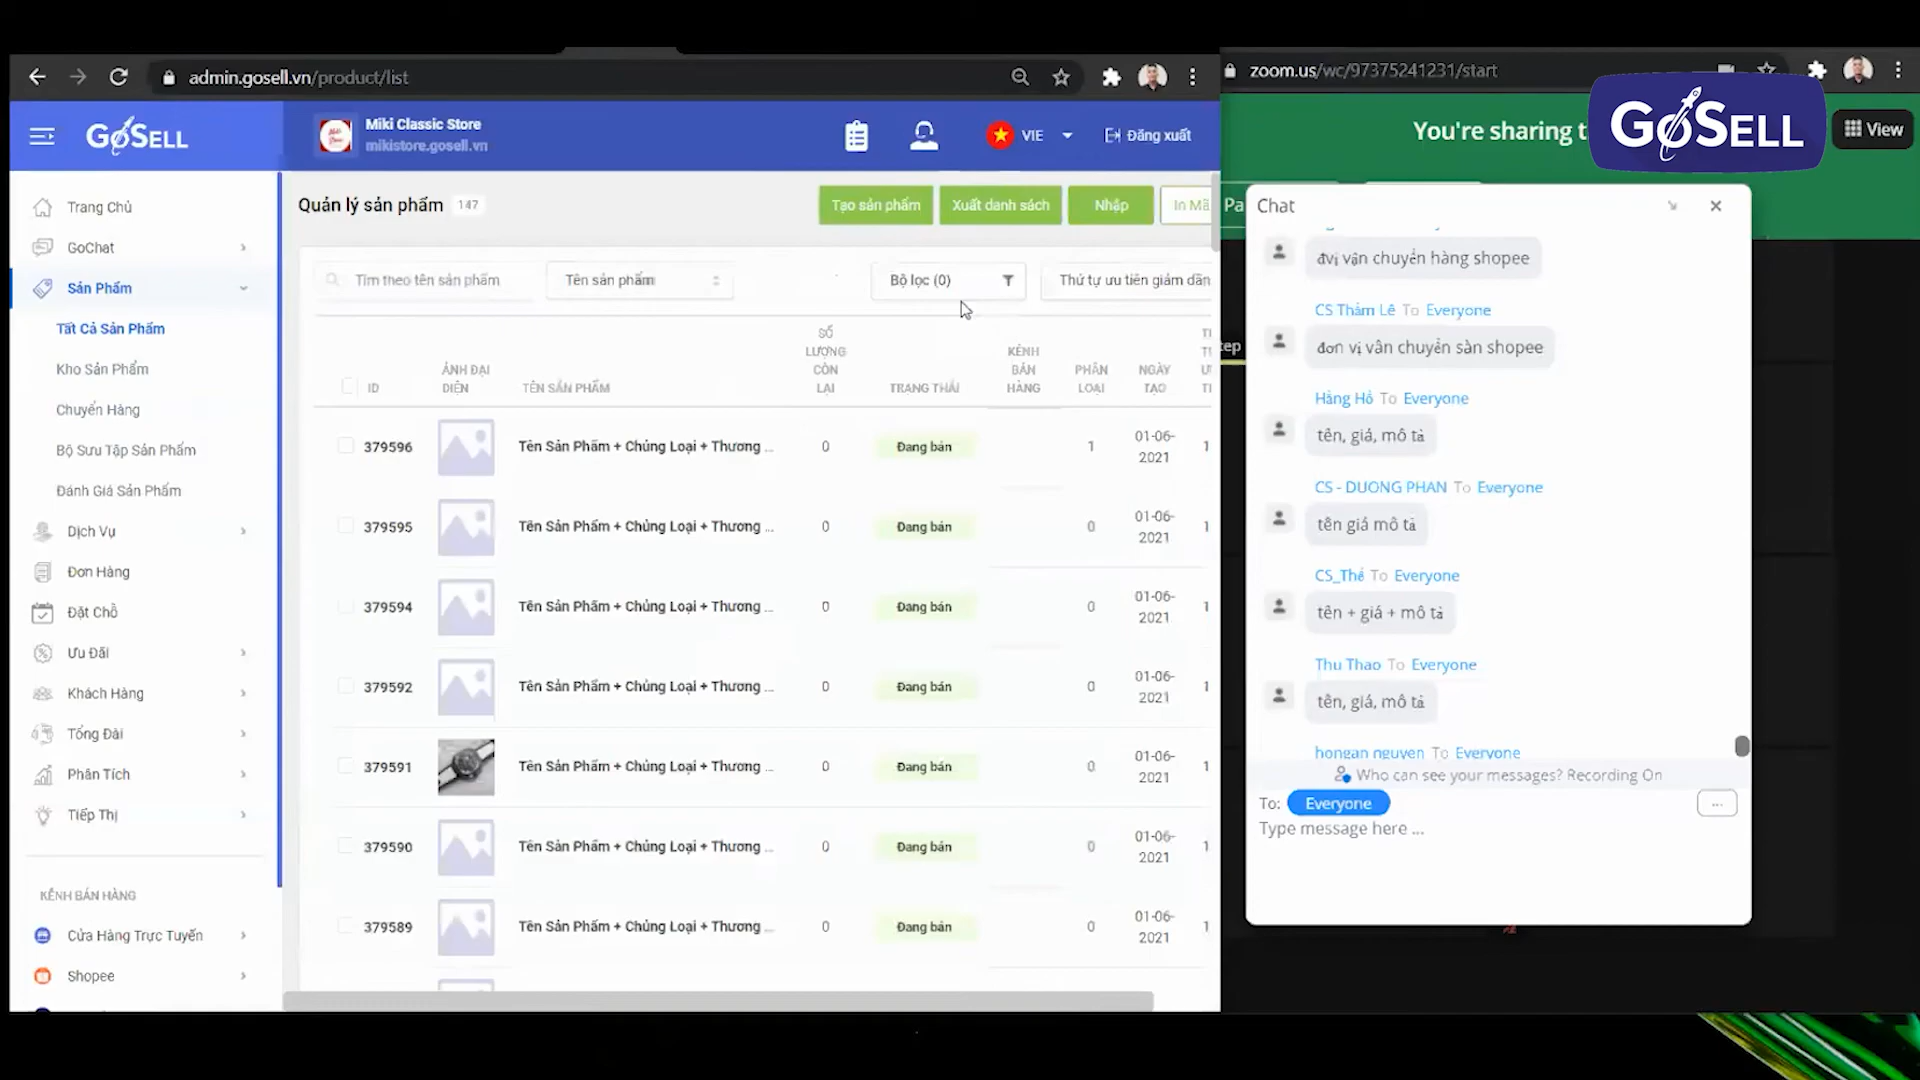 admin.gosell.vn/product/list
zoom.us/wc/97375241231/start
GOSELL
Miki Classic Store
mikistore.gosell.vn
VIE
Đăng xuất
You're sharing t
GOSELL
View
Trang Chủ
GoChat
Sản Phẩm
Tất Cả Sản Phẩm
Kho Sản Phẩm
Chuyển Hàng
Bộ Sưu Tập Sản Phẩm
Đánh Giá Sản Phẩm
Dịch Vụ
Đơn Hàng
Đặt Chỗ
Ưu Đãi
Khách Hàng
Tổng Đài
Phân Tích
Tiếp Thị
KÊNH BÁN HÀNG
Cửa Hàng Trực Tuyến
Shopee
Quản lý sản phẩm 147
Tạo sản phẩm
Xuất danh sách
Nhập
In Mã
Tìm theo tên sản phẩm
Tên sản phẩm
Bộ lọc (0)
Thứ tự ưu tiên giảm dần
ID
ẢNH ĐẠI DIỆN
TÊN SẢN PHẨM
SỐ LƯỢNG CÒN LẠI
TRẠNG THÁI
KÊNH BÁN HÀNG
PHÂN LOẠI
NGÀY TẠO
379596 Tên Sản Phẩm + Chủng Loại + Thương ... 0 Đang bán 1 01-06-2021 1
379595 Tên Sản Phẩm + Chủng Loại + Thương ... 0 Đang bán 0 01-06-2021 1
379594 Tên Sản Phẩm + Chủng Loại + Thương ... 0 Đang bán 0 01-06-2021 1
379592 Tên Sản Phẩm + Chủng Loại + Thương ... 0 Đang bán 0 01-06-2021 1
379591 Tên Sản Phẩm + Chủng Loại + Thương ... 0 Đang bán 0 01-06-2021 1
379590 Tên Sản Phẩm + Chủng Loại + Thương ... 0 Đang bán 0 01-06-2021 1
379589 Tên Sản Phẩm + Chủng Loại + Thương ... 0 Đang bán 0 01-06-2021 1
Pa
tep
Chat
đvị vận chuyển hàng shopee
CS Thắm Lê To Everyone
đơn vị vân chuyển sàn shopee
Hằng Hồ To Everyone
tên, giá, mô tả
CS - DUONG PHAN To Everyone
tên giá mô tả
CS_Thể To Everyone
tên + giá + mô tả
Thu Thao To Everyone
tên, giá, mô tả
hongan nguyen To Everyone
Who can see your messages? Recording On
To: Everyone
...
Type message here ...